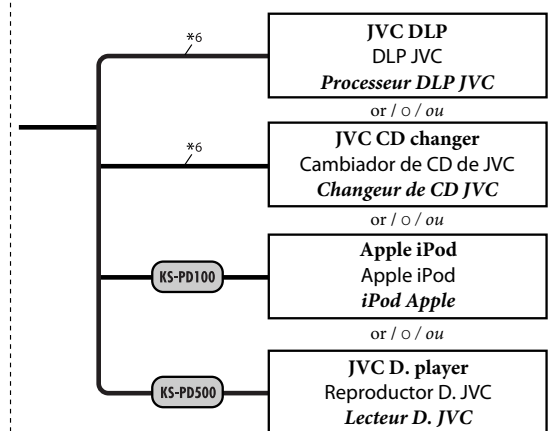 *6
JVC DLP
DLP JVC
Processeur DLP JVC
or / o / ou
*6
JVC CD changer
Cambiador de CD de JVC
Changeur de CD JVC
or / o / ou
KS-PD100
Apple iPod
Apple iPod
iPod Apple
or / o / ou
KS-PD500
JVC D. player
Reproductor D. JVC
Lecteur D. JVC